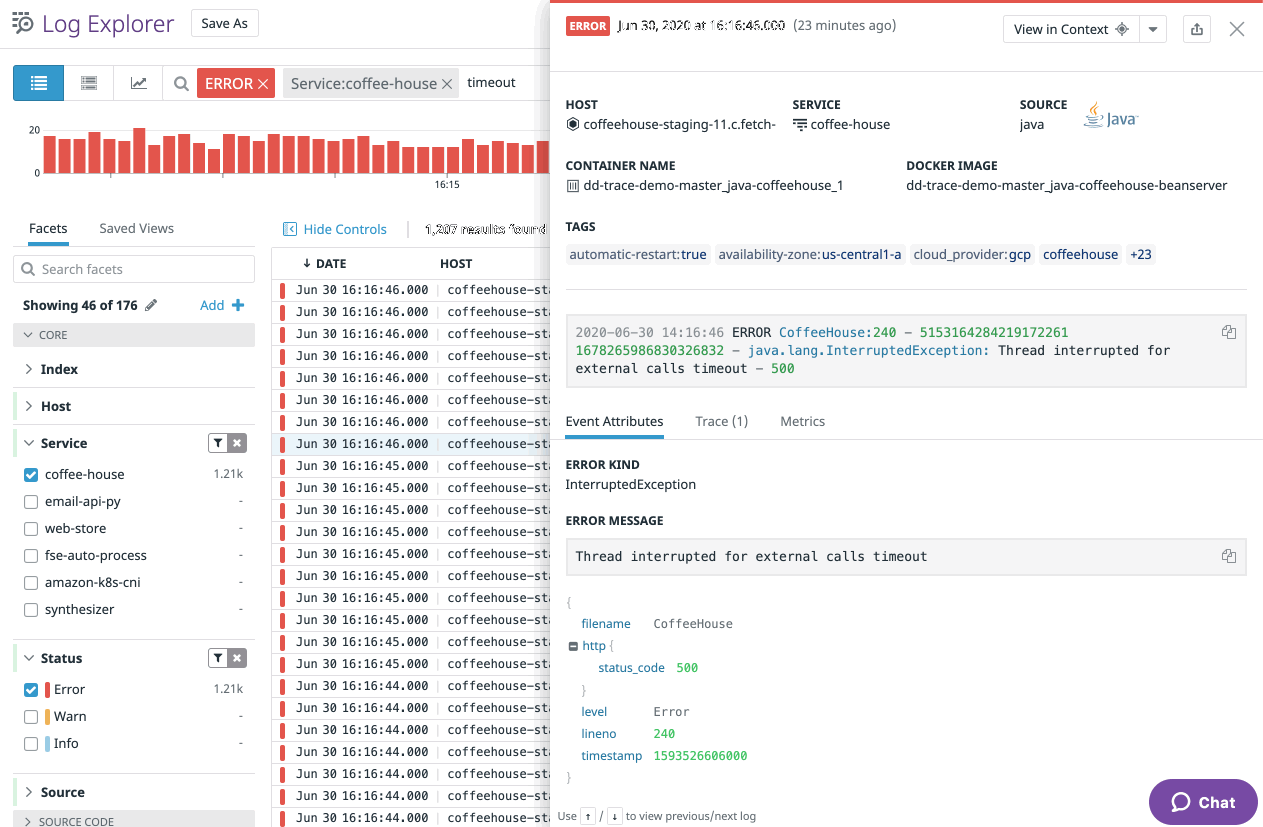 Log Explorer
Save As
ERROR
Service:coffee-house
timeout
20
0
16:15
Facets
Saved Views
Search facets
Showing 46 of 176
Add
CORE
Index
Host
Service
coffee-house 1.21k
email-api-py -
web-store -
fse-auto-process -
amazon-k8s-cni -
synthesizer -
Status
Error 1.21k
Warn -
Info -
Source
SOURCE CODE
Hide Controls
1,207 results found
DATE HOST
Jun 30 16:16:46.000 coffeehouse-sta
Jun 30 16:16:46.000 coffeehouse-sta
Jun 30 16:16:46.000 coffeehouse-sta
Jun 30 16:16:46.000 coffeehouse-sta
Jun 30 16:16:46.000 coffeehouse-sta
Jun 30 16:16:46.000 coffeehouse-sta
Jun 30 16:16:46.000 coffeehouse-sta
Jun 30 16:16:46.000 coffeehouse-sta
Jun 30 16:16:45.000 coffeehouse-sta
Jun 30 16:16:45.000 coffeehouse-sta
Jun 30 16:16:45.000 coffeehouse-sta
Jun 30 16:16:45.000 coffeehouse-sta
Jun 30 16:16:45.000 coffeehouse-sta
Jun 30 16:16:45.000 coffeehouse-sta
Jun 30 16:16:45.000 coffeehouse-sta
Jun 30 16:16:45.000 coffeehouse-sta
Jun 30 16:16:45.000 coffeehouse-sta
Jun 30 16:16:45.000 coffeehouse-sta
Jun 30 16:16:44.000 coffeehouse-sta
Jun 30 16:16:44.000 coffeehouse-sta
Jun 30 16:16:44.000 coffeehouse-sta
Jun 30 16:16:44.000 coffeehouse-sta
Jun 30 16:16:44.000 coffeehouse-sta
Jun 30 16:16:44.000 coffeehouse-sta
Jun 30 16:16:44.000 coffeehouse-sta
ERROR Jun 30, 2020 at 16:16:46.000 (23 minutes ago)
View in Context
HOST
coffeehouse-staging-11.c.fetch-
SERVICE
coffee-house
SOURCE
java
Java
CONTAINER NAME
dd-trace-demo-master_java-coffeehouse_1
DOCKER IMAGE
dd-trace-demo-master_java-coffeehouse-beanserver
TAGS
automatic-restart:true availability-zone:us-central1-a cloud_provider:gcp coffeehouse +23
2020-06-30 14:16:46 ERROR CoffeeHouse:240 – 5153164284219172261
1678265986830326832 – java.lang.InterruptedException: Thread interrupted for
external calls timeout – 500
Event Attributes
Trace (1)
Metrics
ERROR KIND
InterruptedException
ERROR MESSAGE
Thread interrupted for external calls timeout
{
filename CoffeeHouse
http {
status_code 500
}
level Error
lineno 240
timestamp 1593526606000
}
Use ↑ / ↓ to view previous/next log
Chat